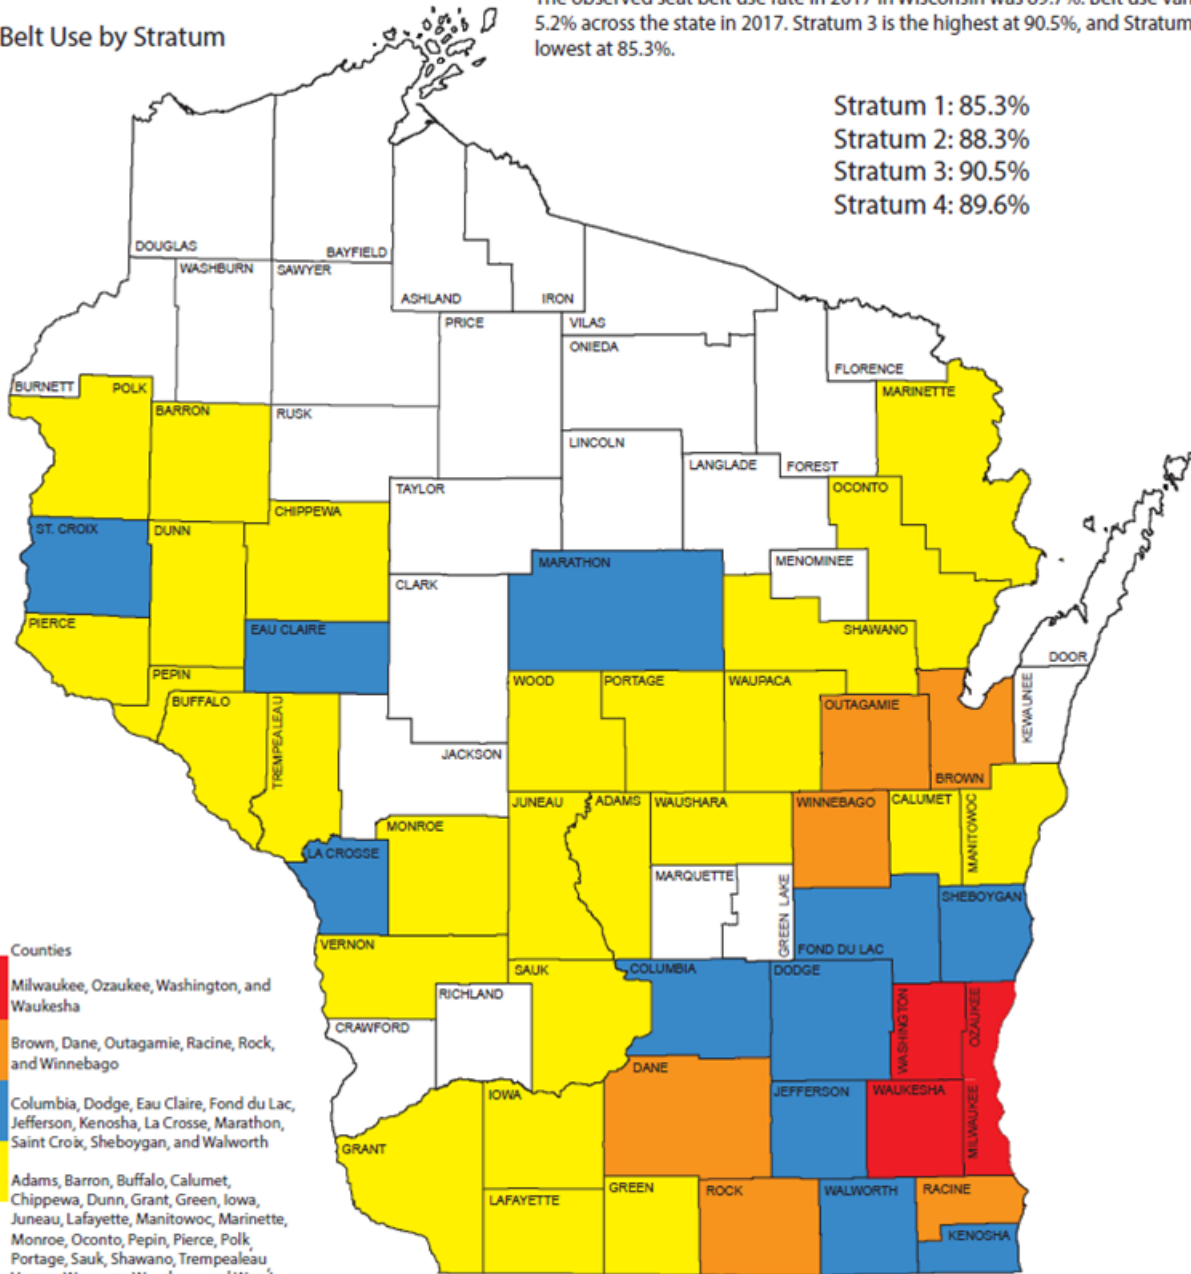 Belt Use by Stratum
5.2% across the state in 2017. Stratum 3 is the highest at 90.5%, and Stratum
lowest at 85.3%.
Stratum 1: 85.3%
Stratum 2: 88.3%
Stratum 3: 90.5%
Stratum 4: 89.6%
DOUGLAS
BAYFIELD
WASHBURN
SAWYER
ASHLAND
IRON
PRICE
VILAS
ONIEDA
FLORENCE
BURNETT
POLK
MARINETTE
BARRON
RUSK
LINCOLN
LANGLADE
FOREST
TAYLOR
OCONTO
CHIPPEWA
ST. CROIX
DUNN
MARATHON
MENOMINEE
CLARK
PIERCE
EAU CLAIRE
SHAWANO
DOOR
PEPIN
WOOD
PORTAGE
WAUPACA
KEWAUNEE
BUFFALO
TREMPEALEAU
OUTAGAMIE
JACKSON
BROWN
JUNEAU
ADAMS
WAUSHARA
WINNEBAGO
CALUMET
MANITOWOC
MONROE
LA CROSSE
MARQUETTE
GREEN LAKE
SHEBOYGAN
VERNON
FOND DU LAC
SAUK
COLUMBIA
DODGE
RICHLAND
WASHINGTON
OZAUKEE
CRAWFORD
DANE
IOWA
JEFFERSON
WAUKESHA
MILWAUKEE
GRANT
LAFAYETTE
GREEN
ROCK
WALWORTH
RACINE
KENOSHA
Counties
Milwaukee, Ozaukee, Washington, and
Waukesha
Brown, Dane, Outagamie, Racine, Rock,
and Winnebago
Columbia, Dodge, Eau Claire, Fond du Lac,
Jefferson, Kenosha, La Crosse, Marathon,
Saint Croix, Sheboygan, and Walworth
Adams, Barron, Buffalo, Calumet,
Chippewa, Dunn, Grant, Green, Iowa,
Juneau, Lafayette, Manitowoc, Marinette,
Monroe, Oconto, Pepin, Pierce, Polk,
Portage, Sauk, Shawano, Trempealeau